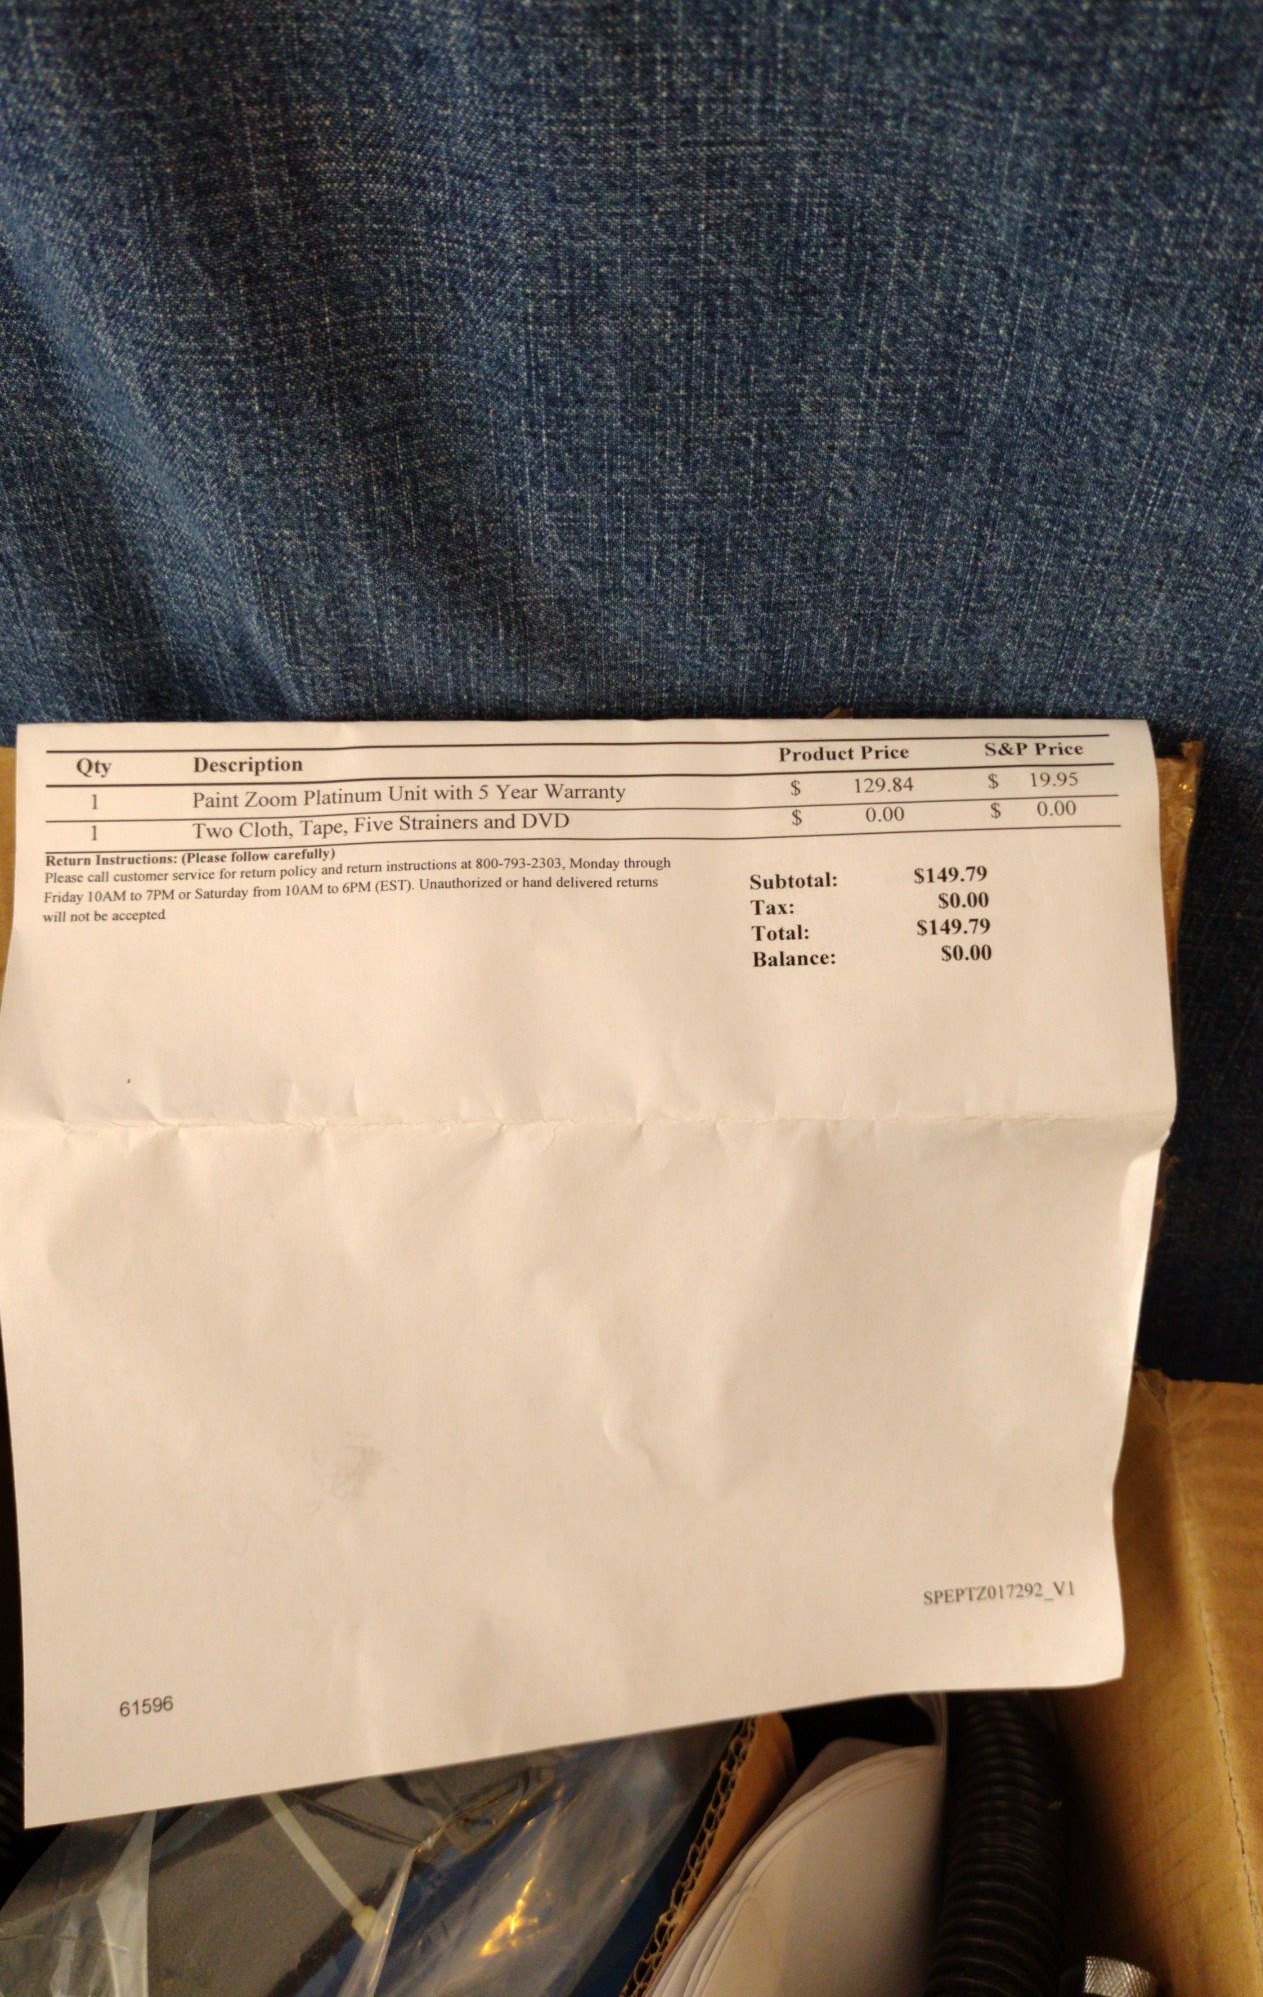 Qty Description Product Price S&P Price
1 Paint Zoom Platinum Unit with 5 Year Warranty $ 129.84 $ 19.95
1 Two Cloth, Tape, Five Strainers and DVD $ 0.00 $ 0.00
Return Instructions: (Please follow carefully)
Please call customer service for return policy and return instructions at 800-793-2303, Monday through
Friday 10AM to 7PM or Saturday from 10AM to 6PM (EST). Unauthorized or hand delivered returns
will not be accepted
Subtotal: $149.79
Tax: $0.00
Total: $149.79
Balance: $0.00
SPEPTZ017292_V1
61596